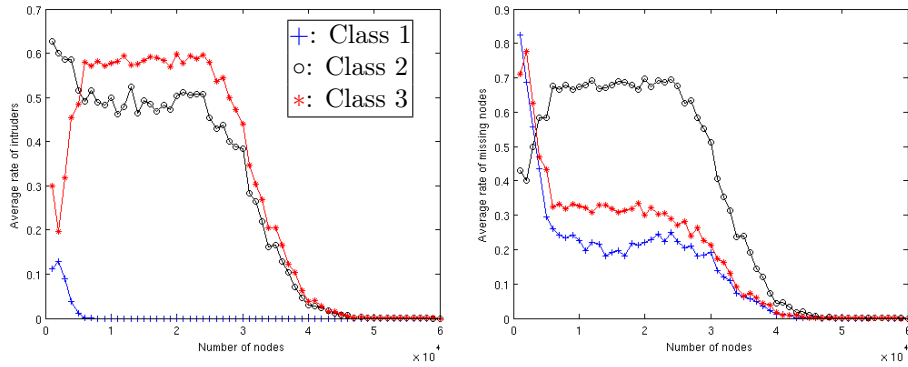 0.7
0.6
0.5
0.4
0.3
0.2
0.1
0
Average rate of intruders
+: Class 1
o: Class 2
*: Class 3
0 1 2 3 4 5 6
Number of nodes
× 10 4
0.9
0.8
0.7
0.6
0.5
0.4
0.3
0.2
0.1
0
Average rate of missing nodes
0 1 2 3 4 5 6
Number of nodes
× 10 4